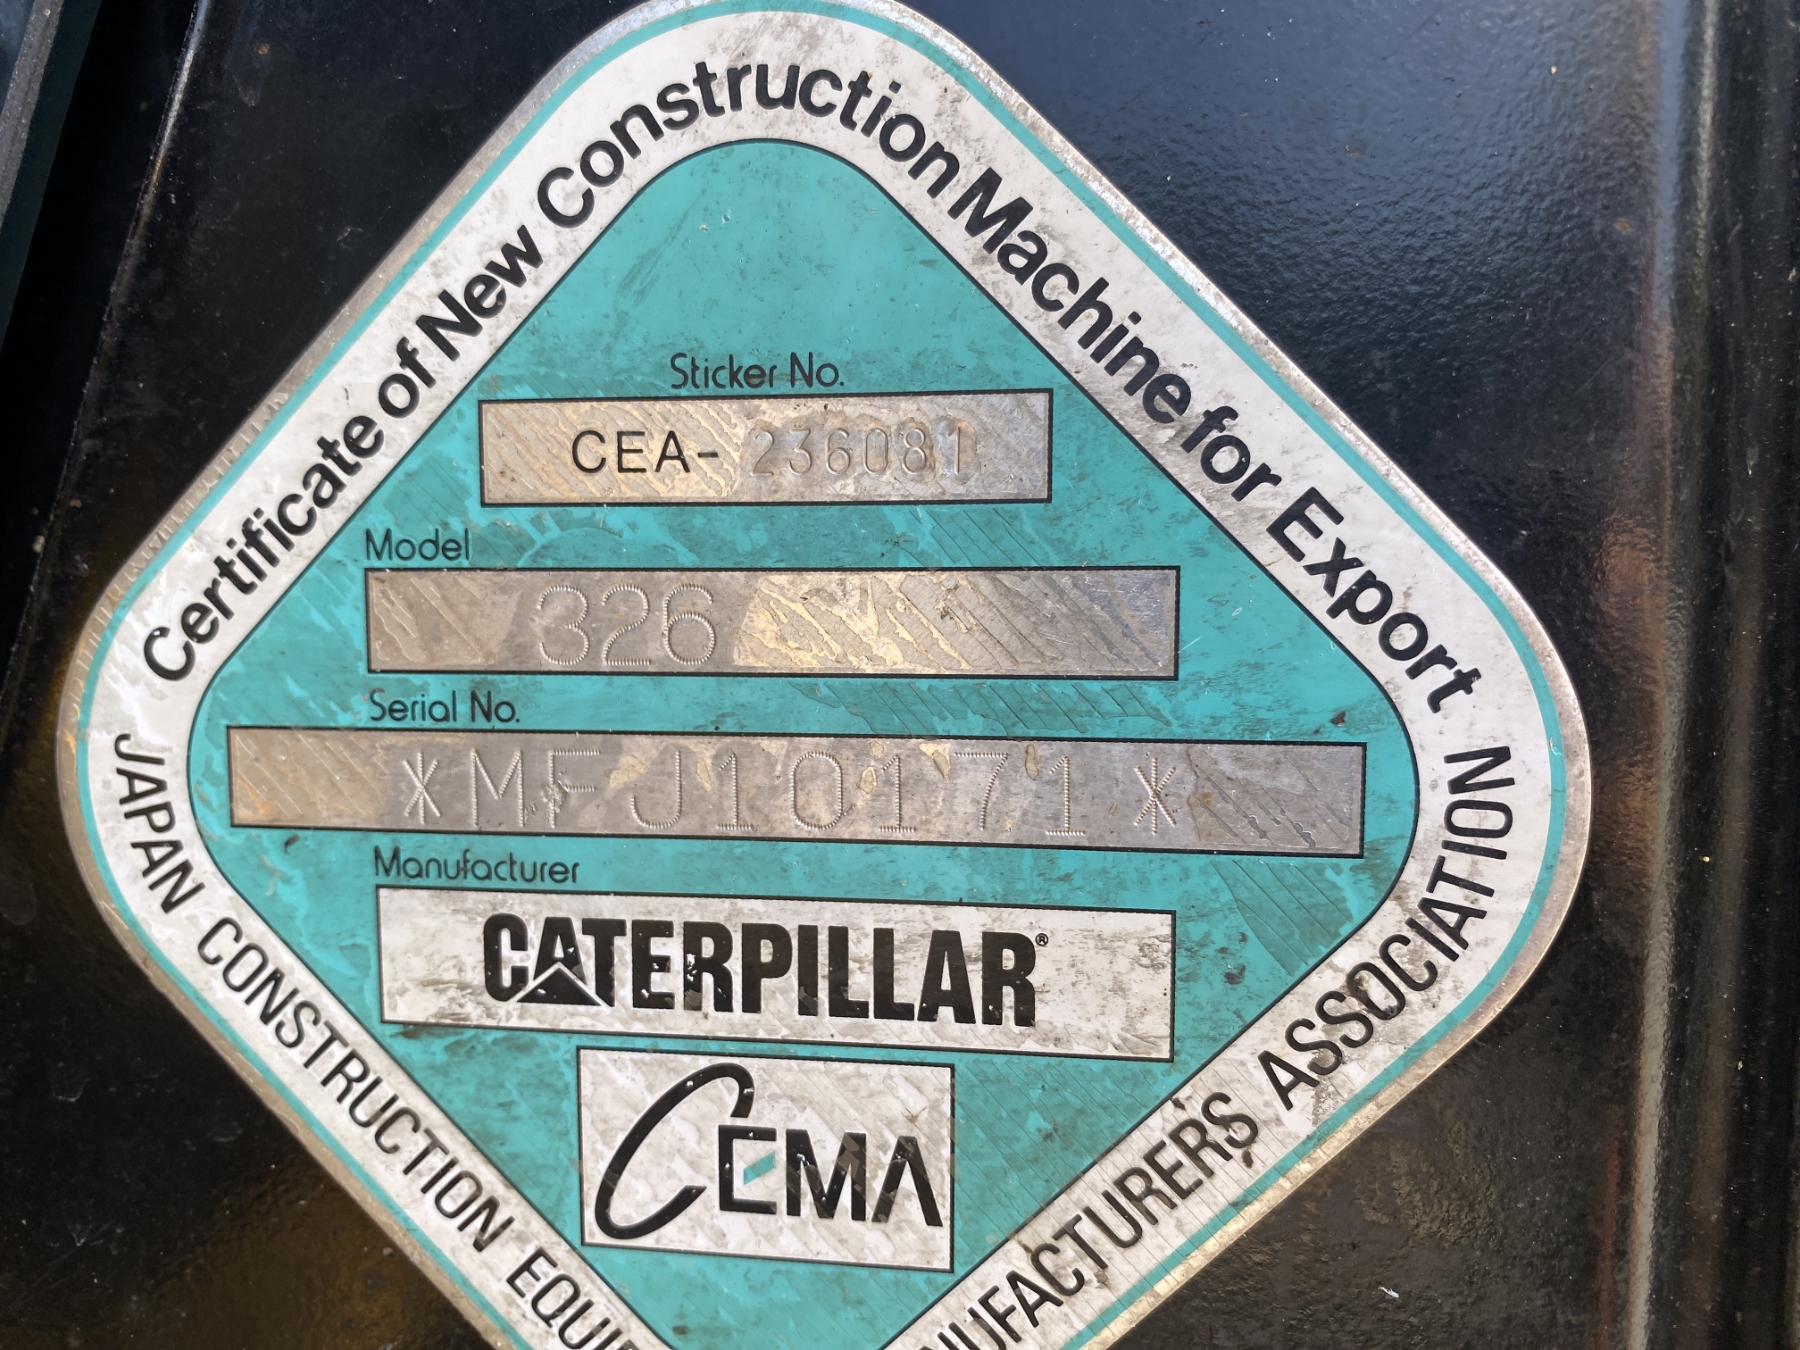 Certificate of New Construction Machine for Export
Sticker No.
CEA- 236081
Model
326
Serial No.
*MFJ10171*
Manufacturer
CATERPILLAR®
CEMA
JAPAN CONSTRUCTION EQUI
NUFACTURERS ASSOCIATION